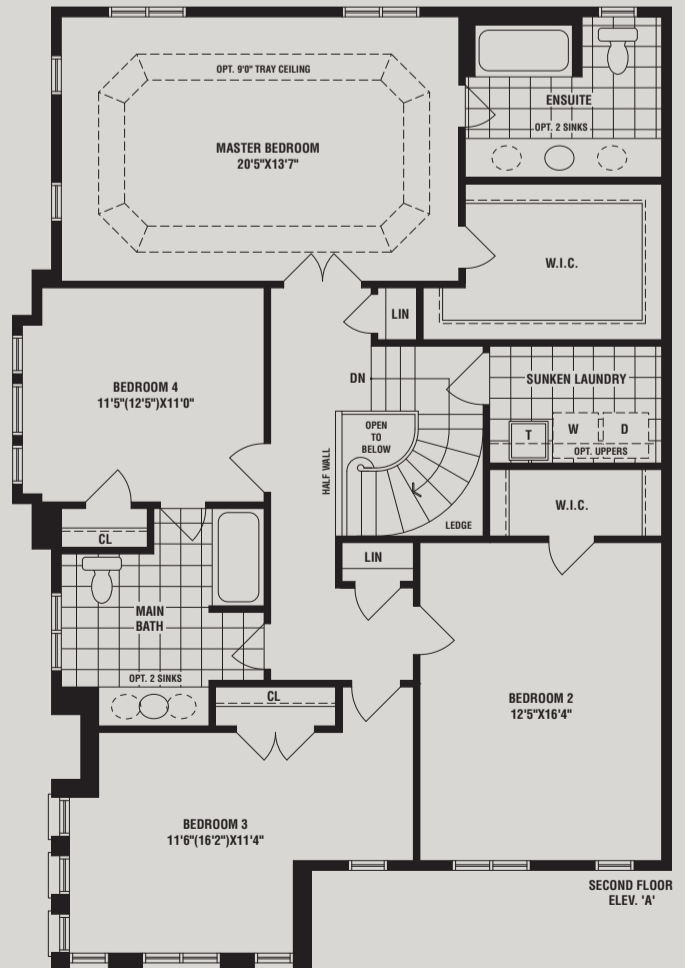 OPT. 9'0" TRAY CEILING
MASTER BEDROOM
20'5"X13'7"
ENSUITE
OPT. 2 SINKS
W.I.C.
LIN
BEDROOM 4
11'5"(12'5")X11'0"
DN
SUNKEN LAUNDRY
OPEN
TO
BELOW
T
W
D
OPT. UPPERS
HALF WALL
W.I.C.
LEDGE
CL
LIN
MAIN
BATH
OPT. 2 SINKS
CL
BEDROOM 2
12'5"X16'4"
BEDROOM 3
11'6"(16'2")X11'4"
SECOND FLOOR
ELEV. 'A'